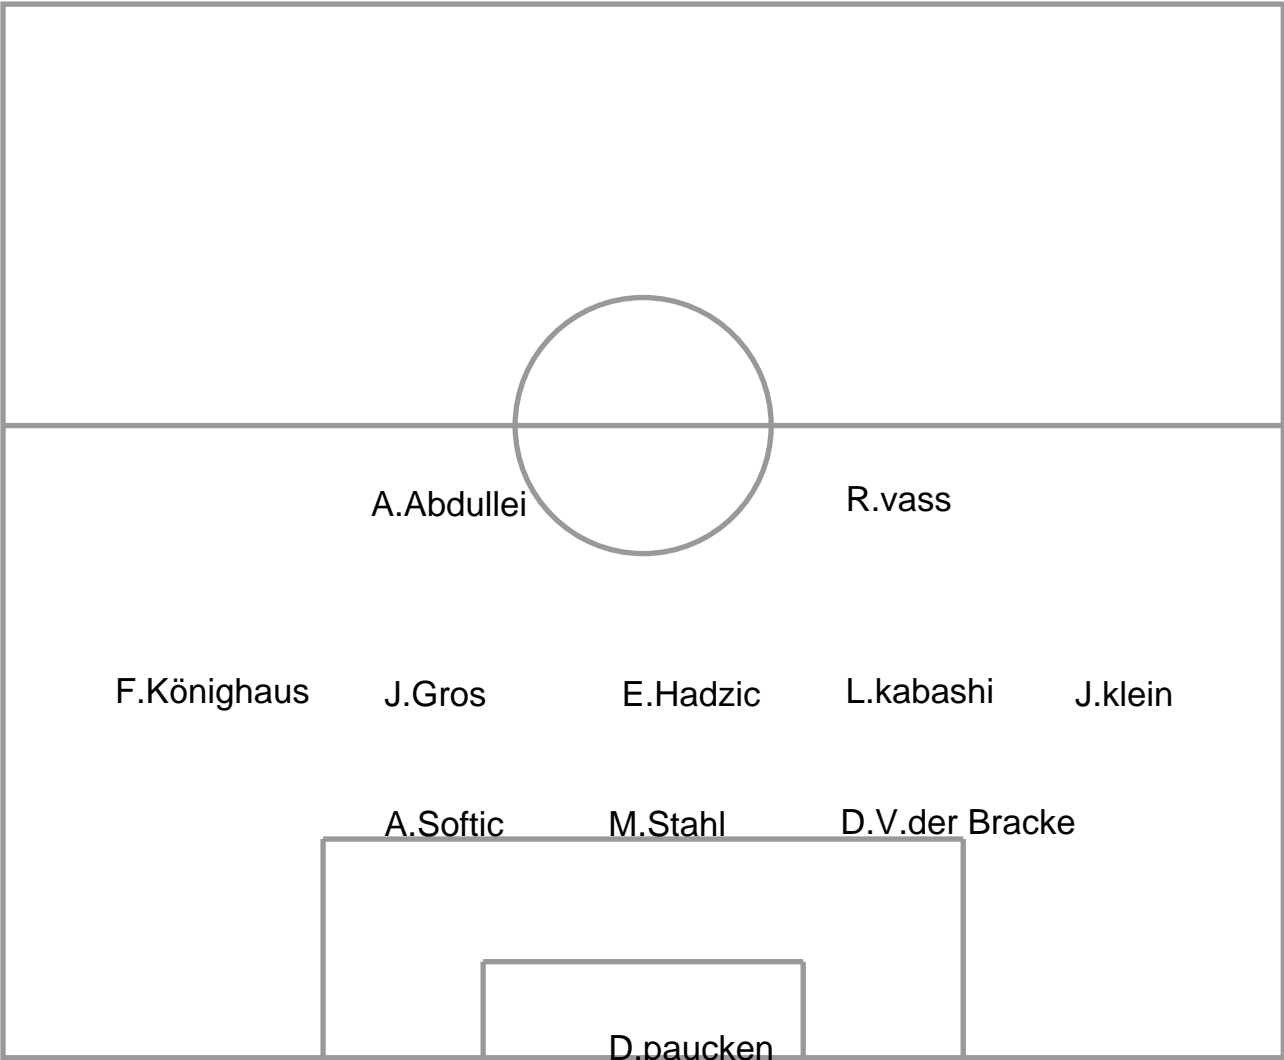 A.Abdullei
R.vass
F.Könighaus
J.Gros
E.Hadzic
L.kabashi
J.klein
A.Softic
M.Stahl
D.V.der Bracke
D.paucken